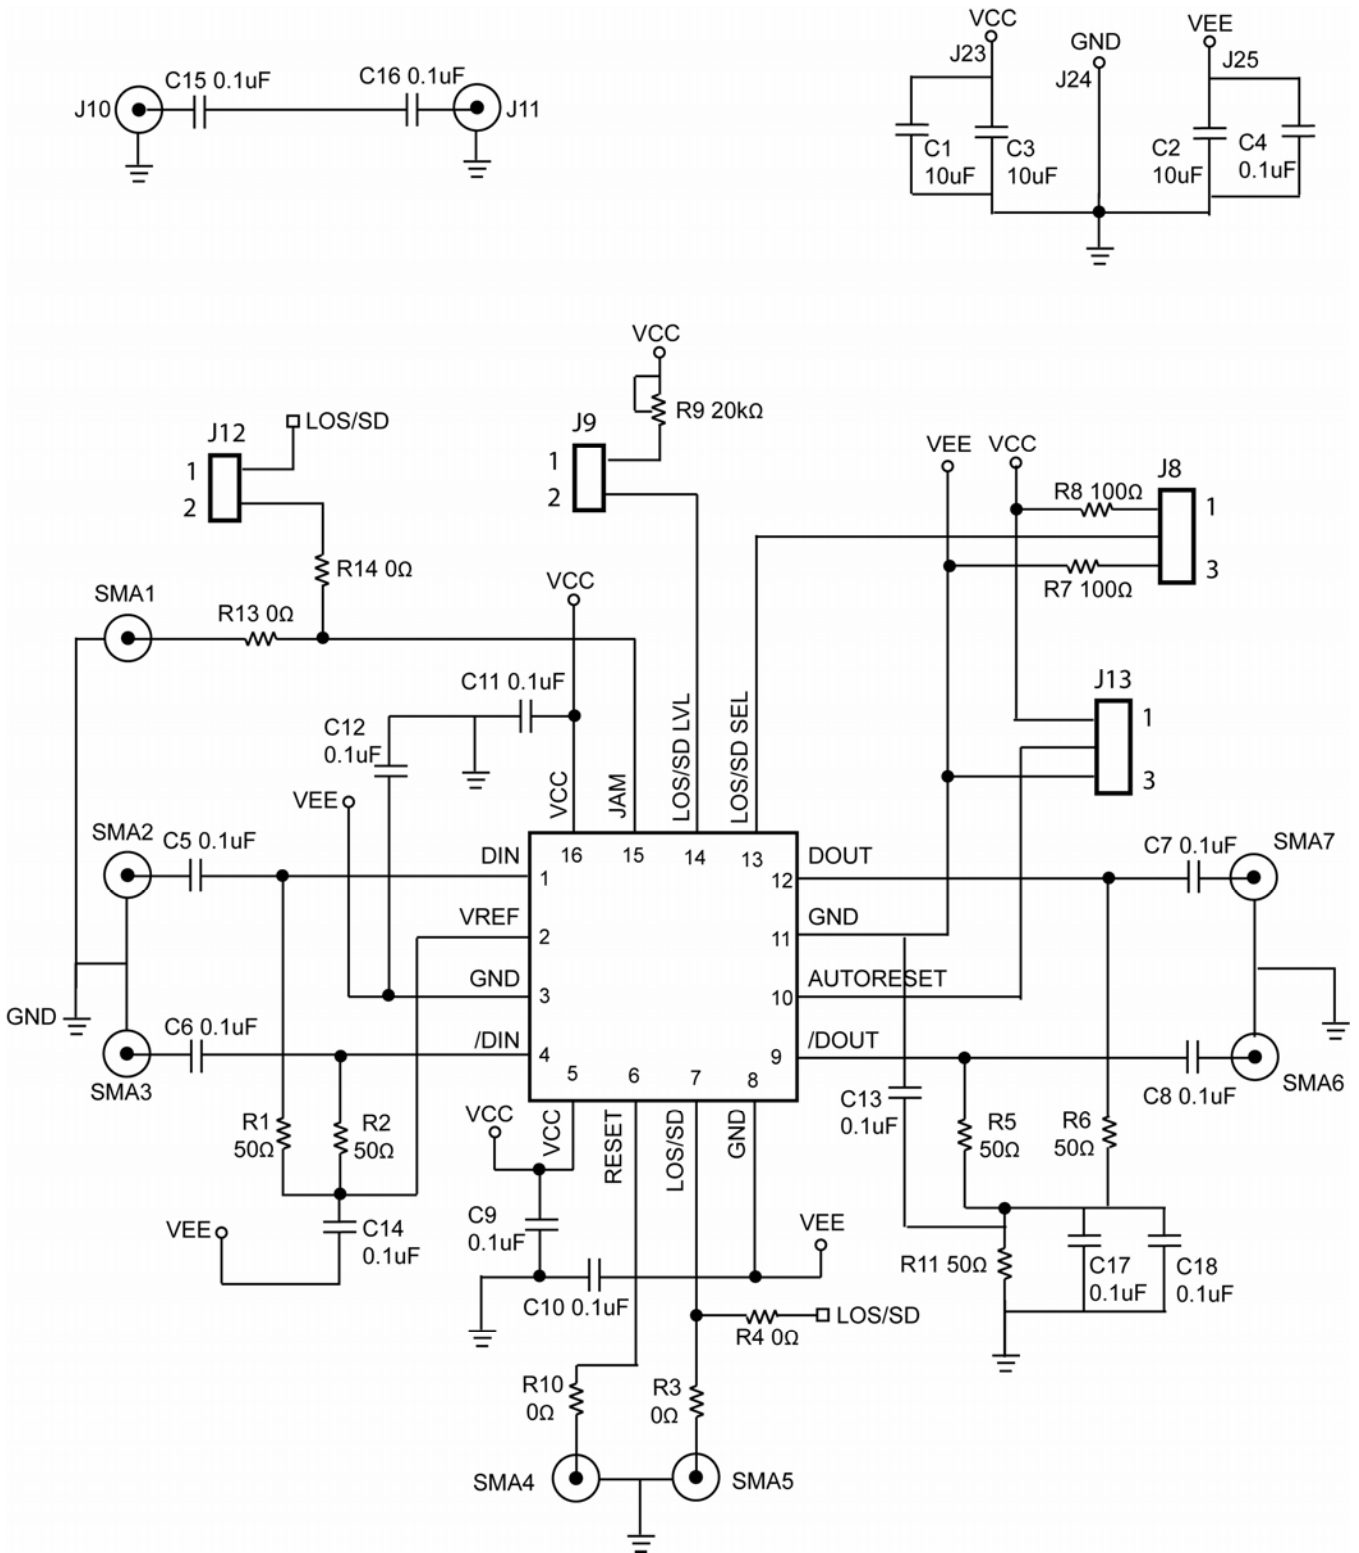 VCC
VEE
GND
J23
J25
J24
C15 0.1uF
C16 0.1uF
J10
J11
C1
10uF
C3
10uF
C2
10uF
C4
0.1uF
VCC
R9 20kΩ
LOS/SD
J12
1
2
J9
1
2
VEE
VCC
J8
R8 100Ω
1
R7 100Ω
3
R14 0Ω
VCC
SMA1
R13 0Ω
C11 0.1uF
J13
1
3
C12
0.1uF
VEE
VCC
JAM
LOS/SD LVL
LOS/SD SEL
16
15
14
13
SMA2
C5 0.1uF
DIN
1
DOUT
12
C7 0.1uF
SMA7
VREF
2
GND
11
GND
3
AUTORESET
10
GND
C6 0.1uF
/DIN
4
/DOUT
9
SMA3
SMA6
C8 0.1uF
5
6
7
8
VCC
VCC
RESET
LOS/SD
GND
C13
0.1uF
R1
50Ω
R2
50Ω
R5
50Ω
R6
50Ω
VEE
C14
0.1uF
C9
0.1uF
VEE
R11 50Ω
C17
0.1uF
C18
0.1uF
C10 0.1uF
LOS/SD
R4 0Ω
R10
0Ω
R3
0Ω
SMA4
SMA5